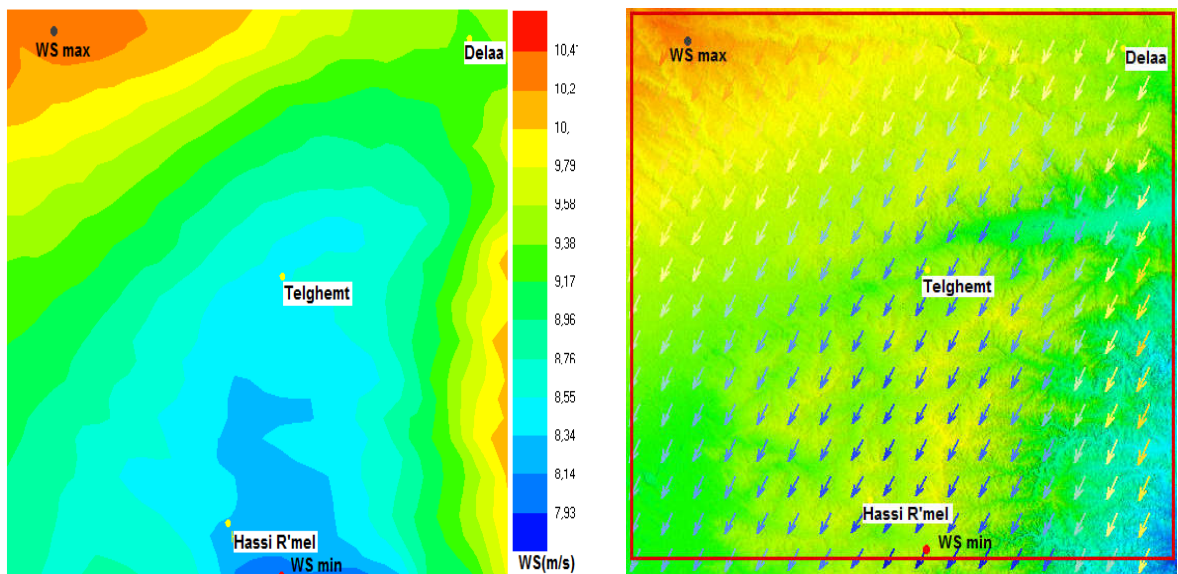 WS max
Delaa
Telghemt
Hassi R'mel
WS min
10,4
10,2
10,
9,79
9,58
9,38
9,17
8,96
8,76
8,55
8,34
8,14
7,93
WS(m/s)
WS max
Delaa
Telghemt
Hassi R'mel
WS min